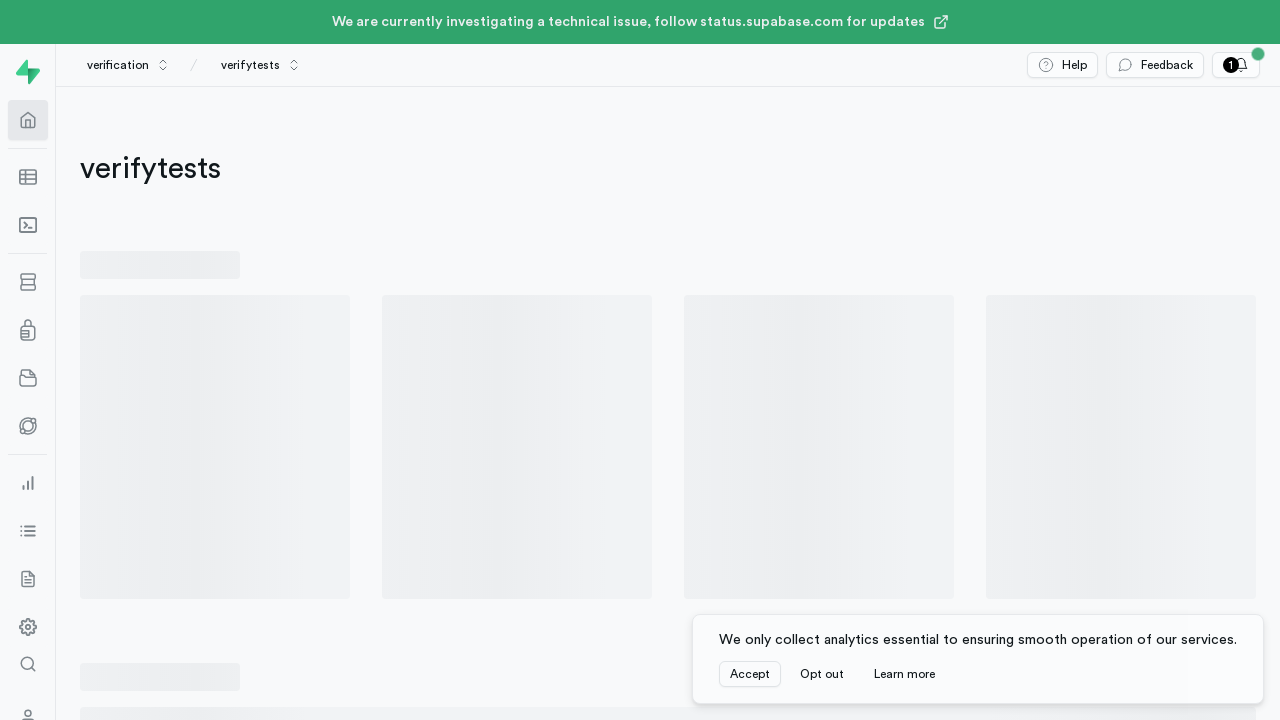 We are currently investigating a technical issue, follow status.supabase.com for updates
verification / verifytests
Help
Feedback
1
verifytests
We only collect analytics essential to ensuring smooth operation of our services.
Accept Opt out Learn more